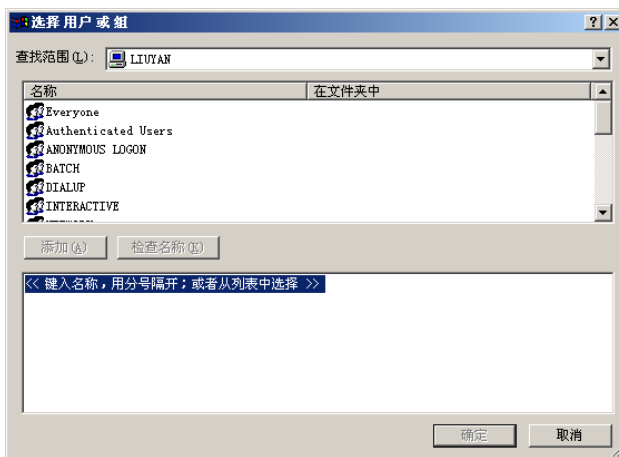 选择用户或组
查找范围(L): LIUYAN
名称 在文件夹中
Everyone
Authenticated Users
ANONYMOUS LOGON
BATCH
DIALUP
INTERACTIVE
添加(A) 检查名称(K)
<< 键入名称，用分号隔开；或者从列表中选择 >>
确定 取消